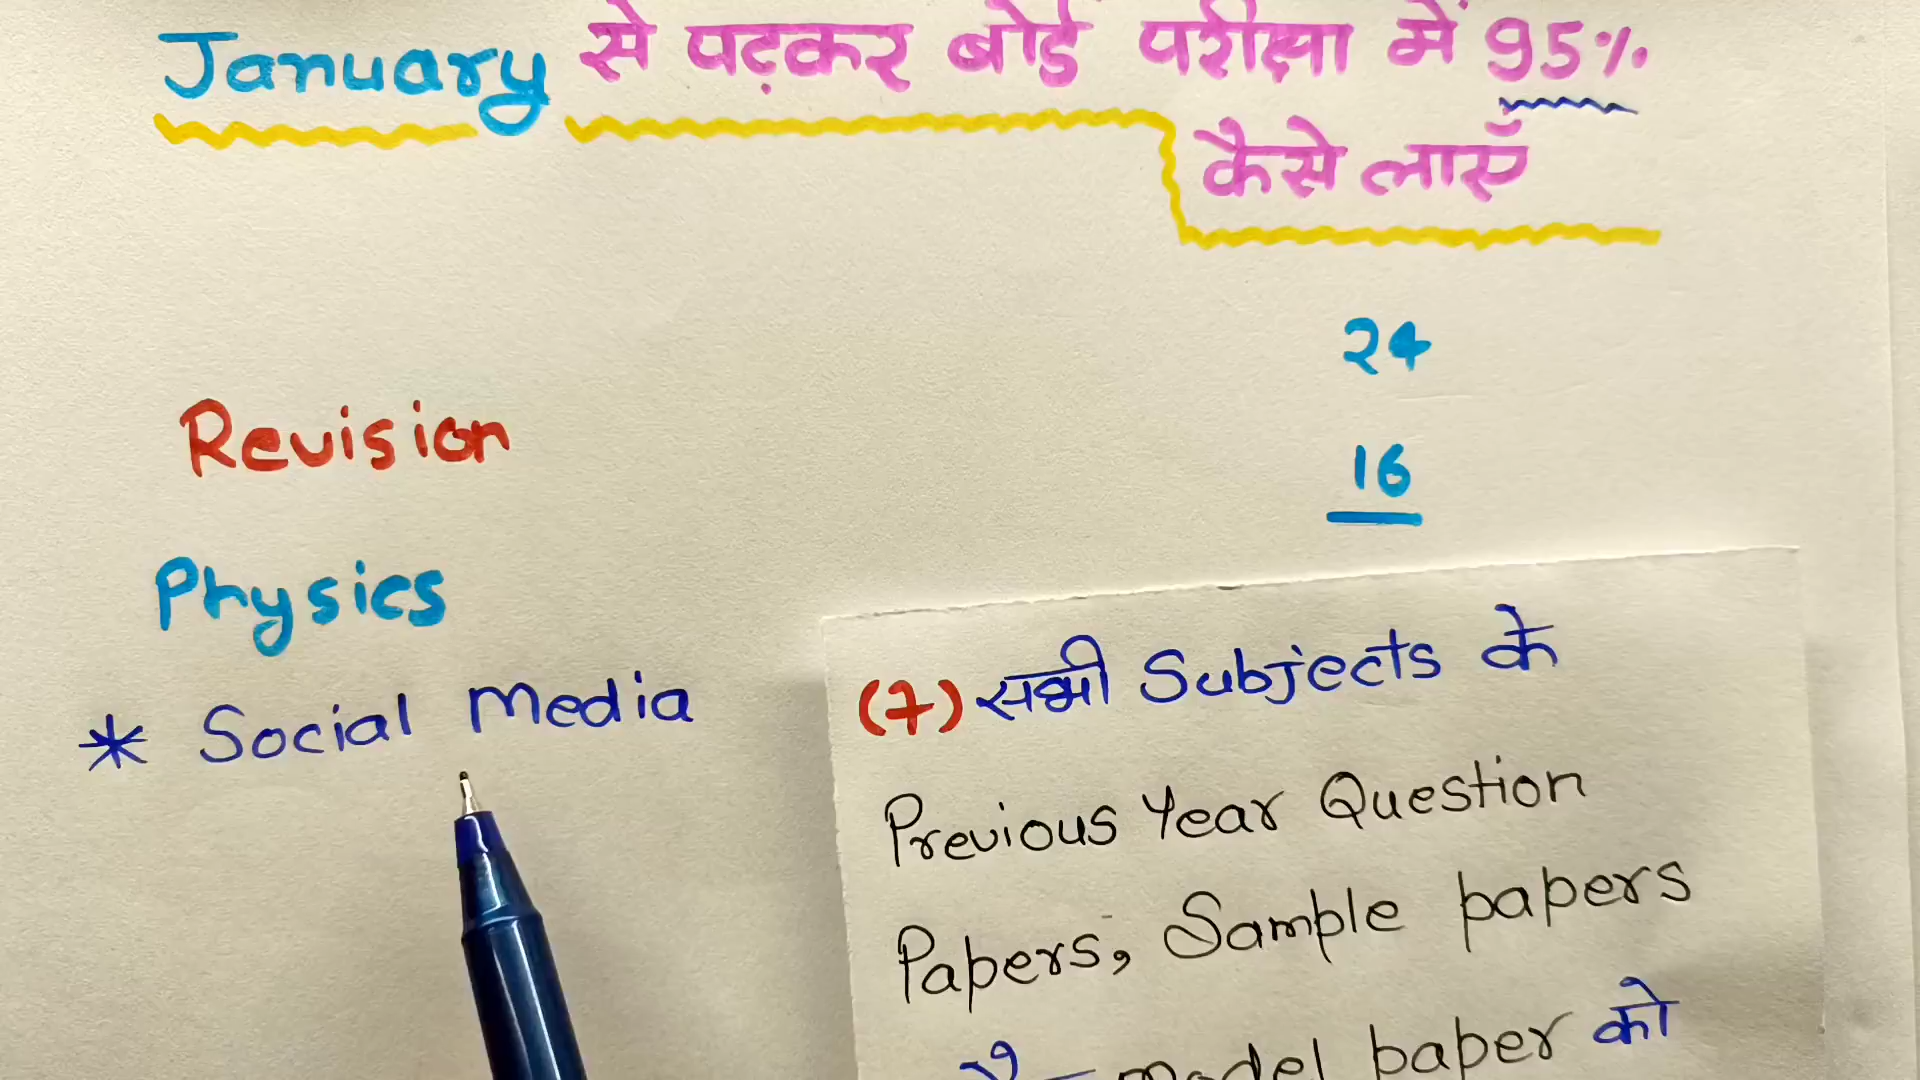 January से पढ़कर बोर्ड परीक्षा में 95%
कैसे लाएँ
24
Revision
16
Physics
* Social Media
(7) सभी Subjects के
Previous Year Question
Papers, Sample papers
model paper को